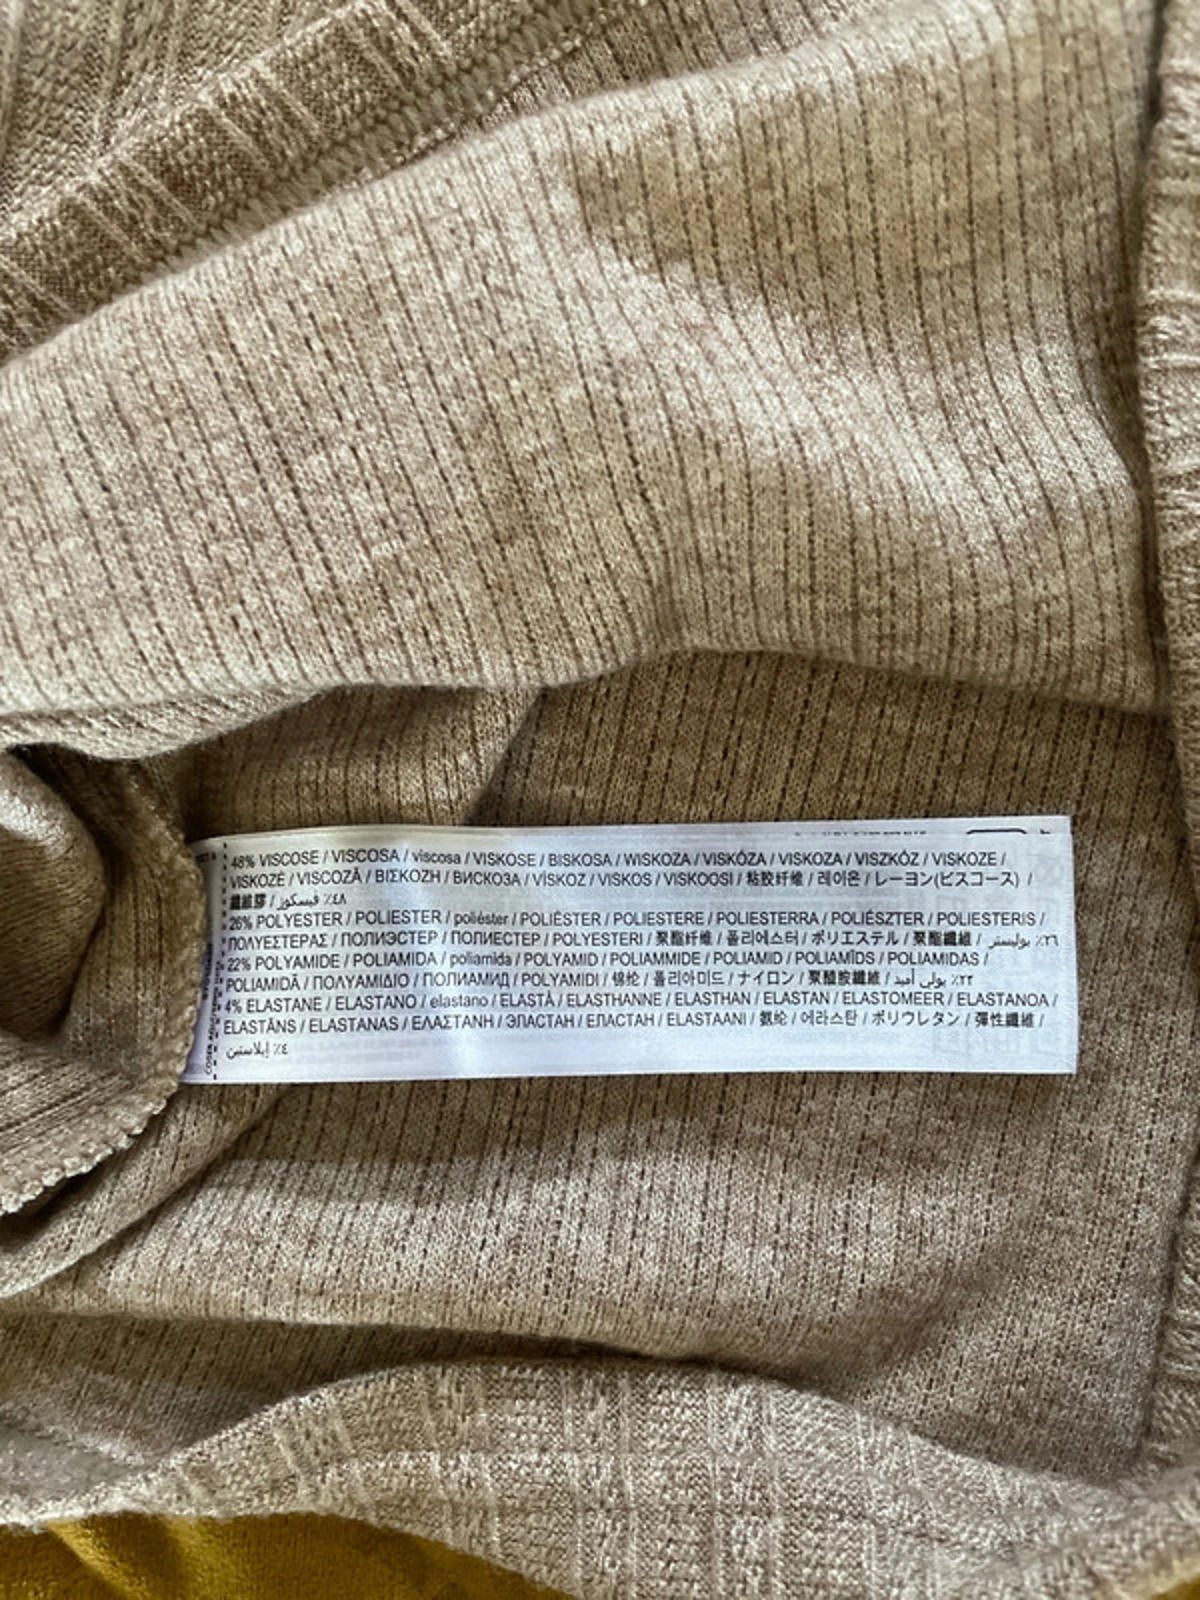 48% VISCOSE / VISCOSA / viscosa / VISKOSE / BISKOSA / WISKOZA / VISKÓZA / VISKOZA / VISZKÓZ / VISKOZE /
VISKOZĖ / VISCOZĂ / ΒΙΣΚΟΖΗ / ВИСКОЗА / VİSKOZ / VISKOS / VISKOOSI / 粘胶纤维 / 레이온 / レーヨン(ビスコース) /
纖維膠 / ٤٨٪ فيسكوز
26% POLYESTER / POLIESTER / poliéster / POLIÈSTER / POLIESTERE / POLIESTERRA / POLIÉSZTER / POLIESTERIS /
ΠΟΛΥΕΣΤΕΡΑΣ / ПОЛИЭСТЕР / ПОЛИЕСТЕР / POLYESTERI / 聚酯纤维 / 폴리에스터 / ポリエステル / 聚酯纖維 / ٢٦٪ بوليستر
22% POLYAMIDE / POLIAMIDA / poliamida / POLYAMID / POLIAMMIDE / POLIAMID / POLIAMĪDS / POLIAMIDAS /
POLIAMIDĂ / ΠΟΛΥΑΜΙΔΙΟ / ПОЛИАМИД / POLYAMIDI / 锦纶 / 폴리아미드 / ナイロン / 聚醯胺纖維 / ٢٢٪ بولي أميد
4% ELASTANE / ELASTANO / elastano / ELASTÀ / ELASTHANNE / ELASTHAN / ELASTAN / ELASTOMEER / ELASTANOA /
ELASTĀNS / ELASTANAS / ΕΛΑΣΤΑΝΗ / ЭЛАСТАН / ЕЛАСТАН / ELASTAANI / 氨纶 / 에라스탄 / ポリウレタン / 彈性纖維 /
٤٪ إيلاستين